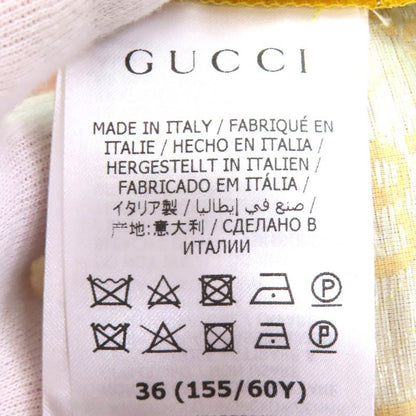 GUCCI
MADE IN ITALY / FABRIQUÉ EN
ITALIE / HECHO EN ITALIA /
HERGESTELLT IN ITALIEN /
FABRICADO EM ITÁLIA /
イタリア製 / صنع في إيطاليا /
产地:意大利 / СДЕЛАНО В
ИТАЛИИ
P
P
36 (155/60Y)